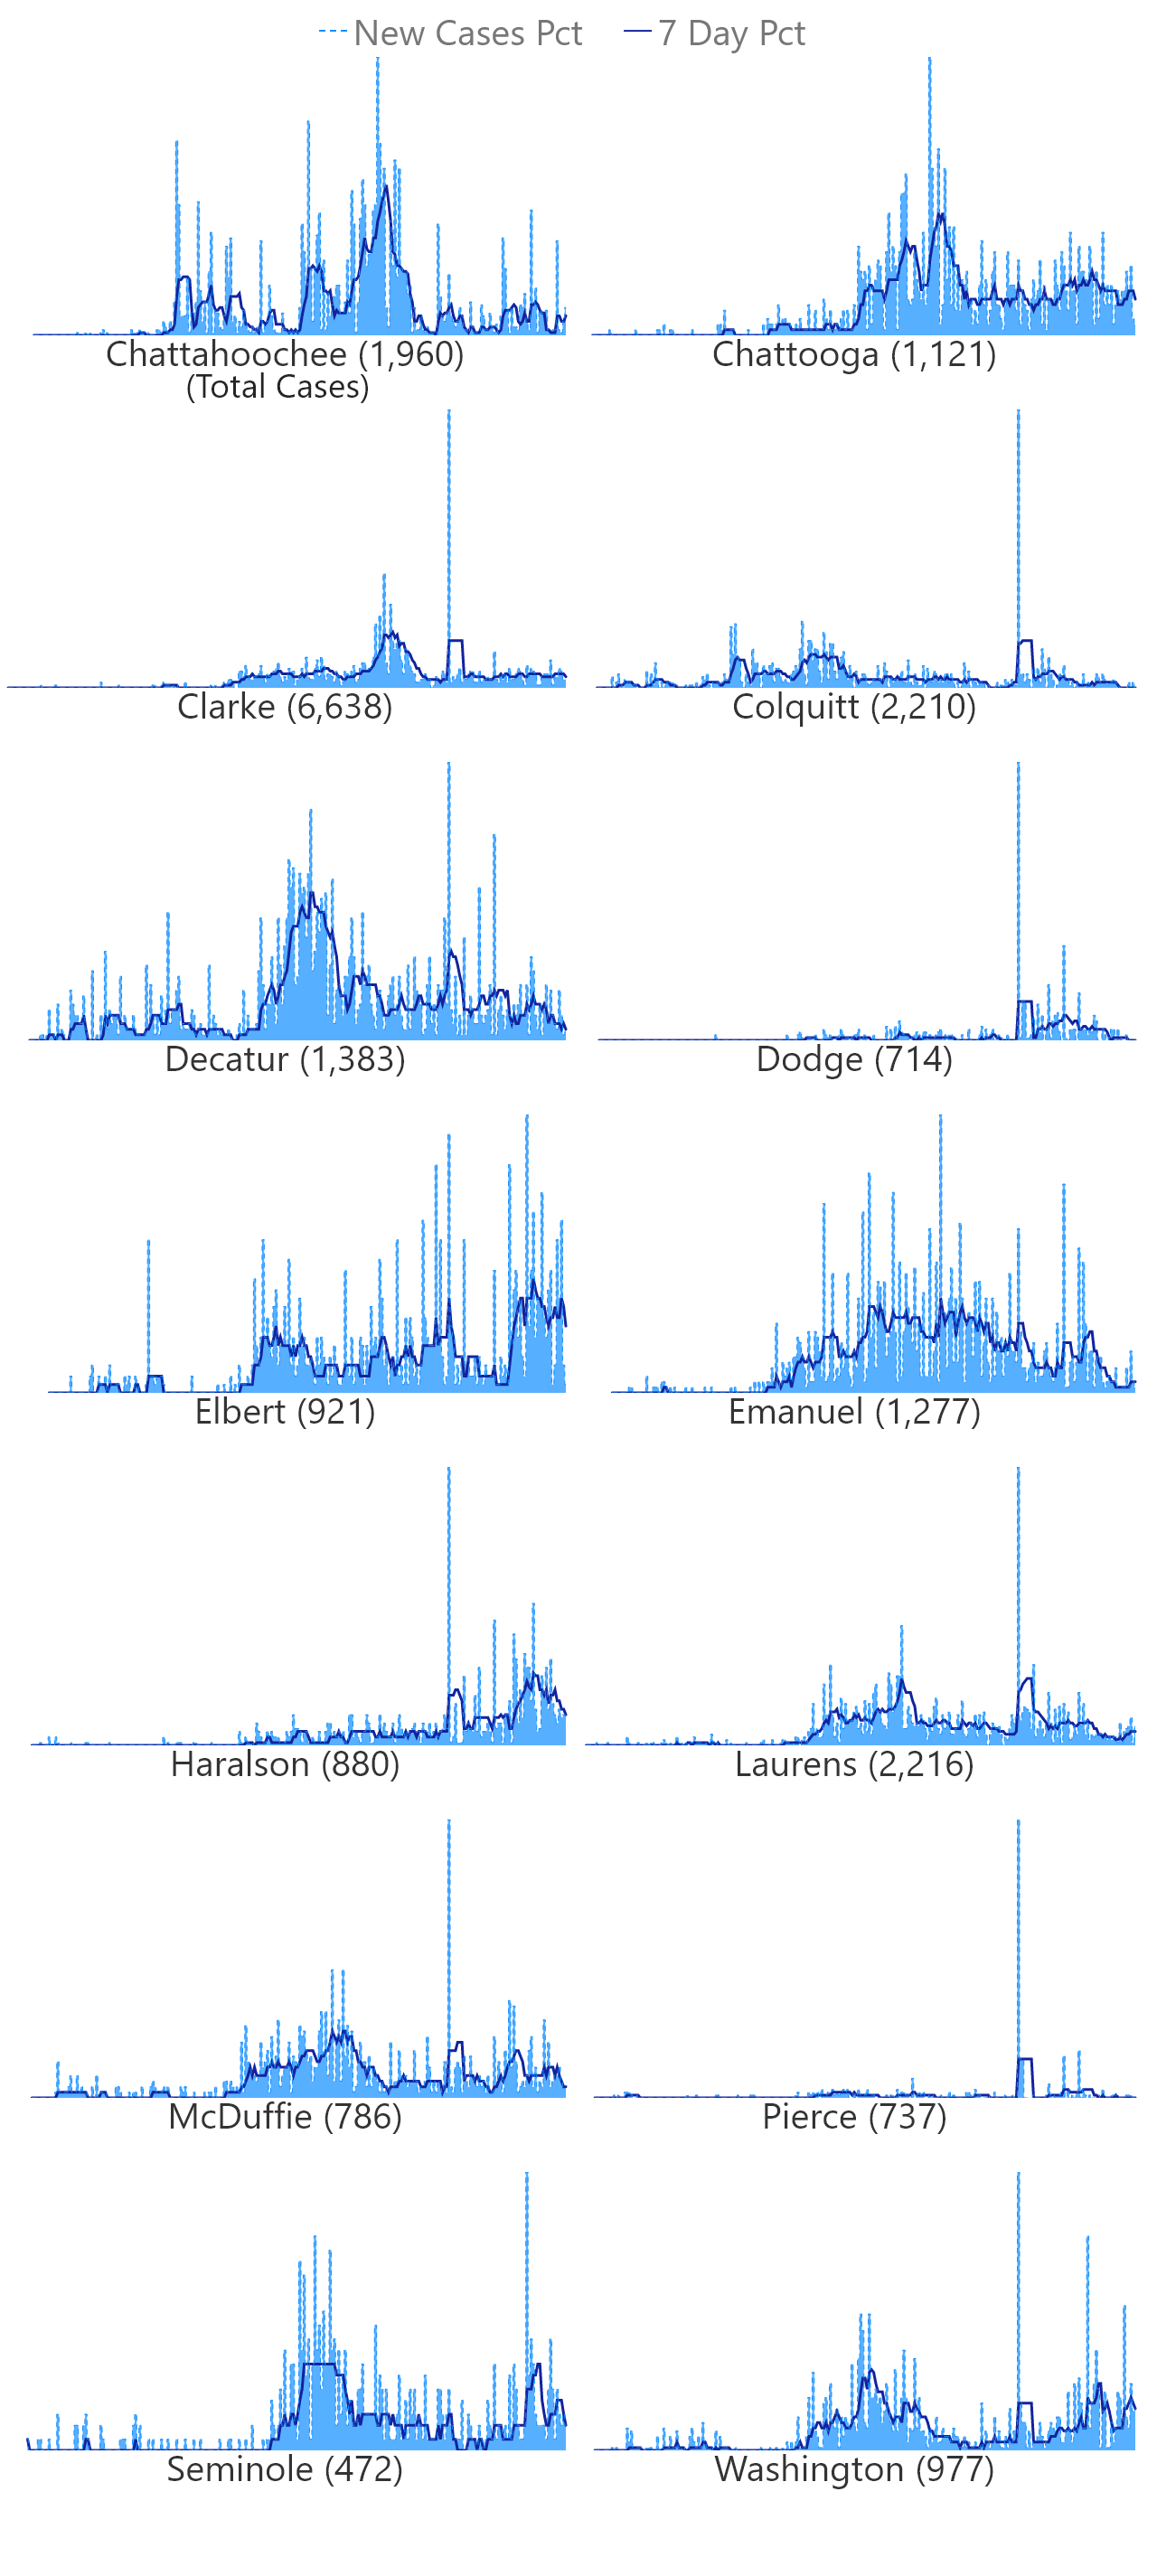 New Cases Pct 7 Day Pct
Chattahoochee (1,960) Chattooga (1,121)
(Total Cases)
Clarke (6,638) Colquitt (2,210)
Decatur (1,383) Dodge (714)
Elbert (921) Emanuel (1,277)
Haralson (880) Laurens (2,216)
McDuffie (786) Pierce (737)
Seminole (472) Washington (977)